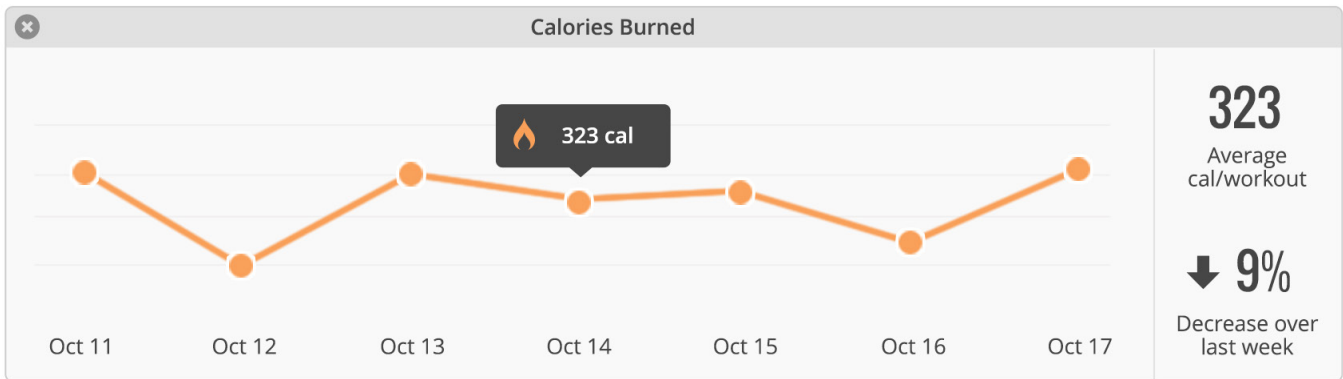 Calories Burned
323 cal
Oct 11
Oct 12
Oct 13
Oct 14
Oct 15
Oct 16
Oct 17
323
Average
cal/workout
9%
Decrease over
last week